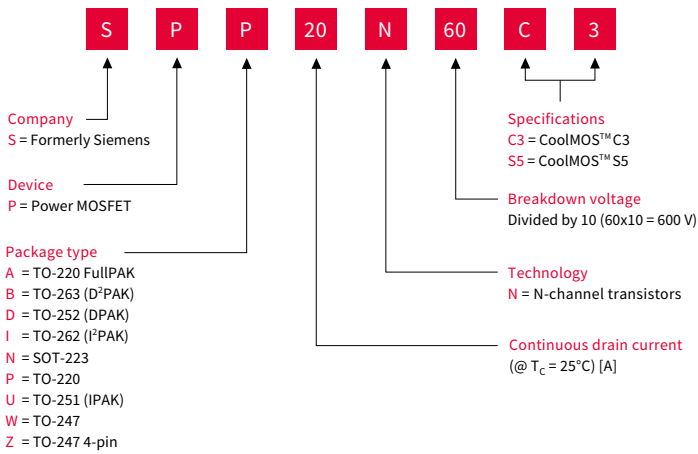 S P P 20 N 60 C 3
Company
S = Formerly Siemens
Device
P = Power MOSFET
Package type
A = TO-220 FullPAK
B = TO-263 (D²PAK)
D = TO-252 (DPAK)
I = TO-262 (I²PAK)
N = SOT-223
P = TO-220
U = TO-251 (IPAK)
W = TO-247
Z = TO-247 4-pin
Specifications
C3 = CoolMOS™ C3
S5 = CoolMOS™ S5
Breakdown voltage
Divided by 10 (60x10 = 600 V)
Technology
N = N-channel transistors
Continuous drain current
(@ T_C = 25°C) [A]